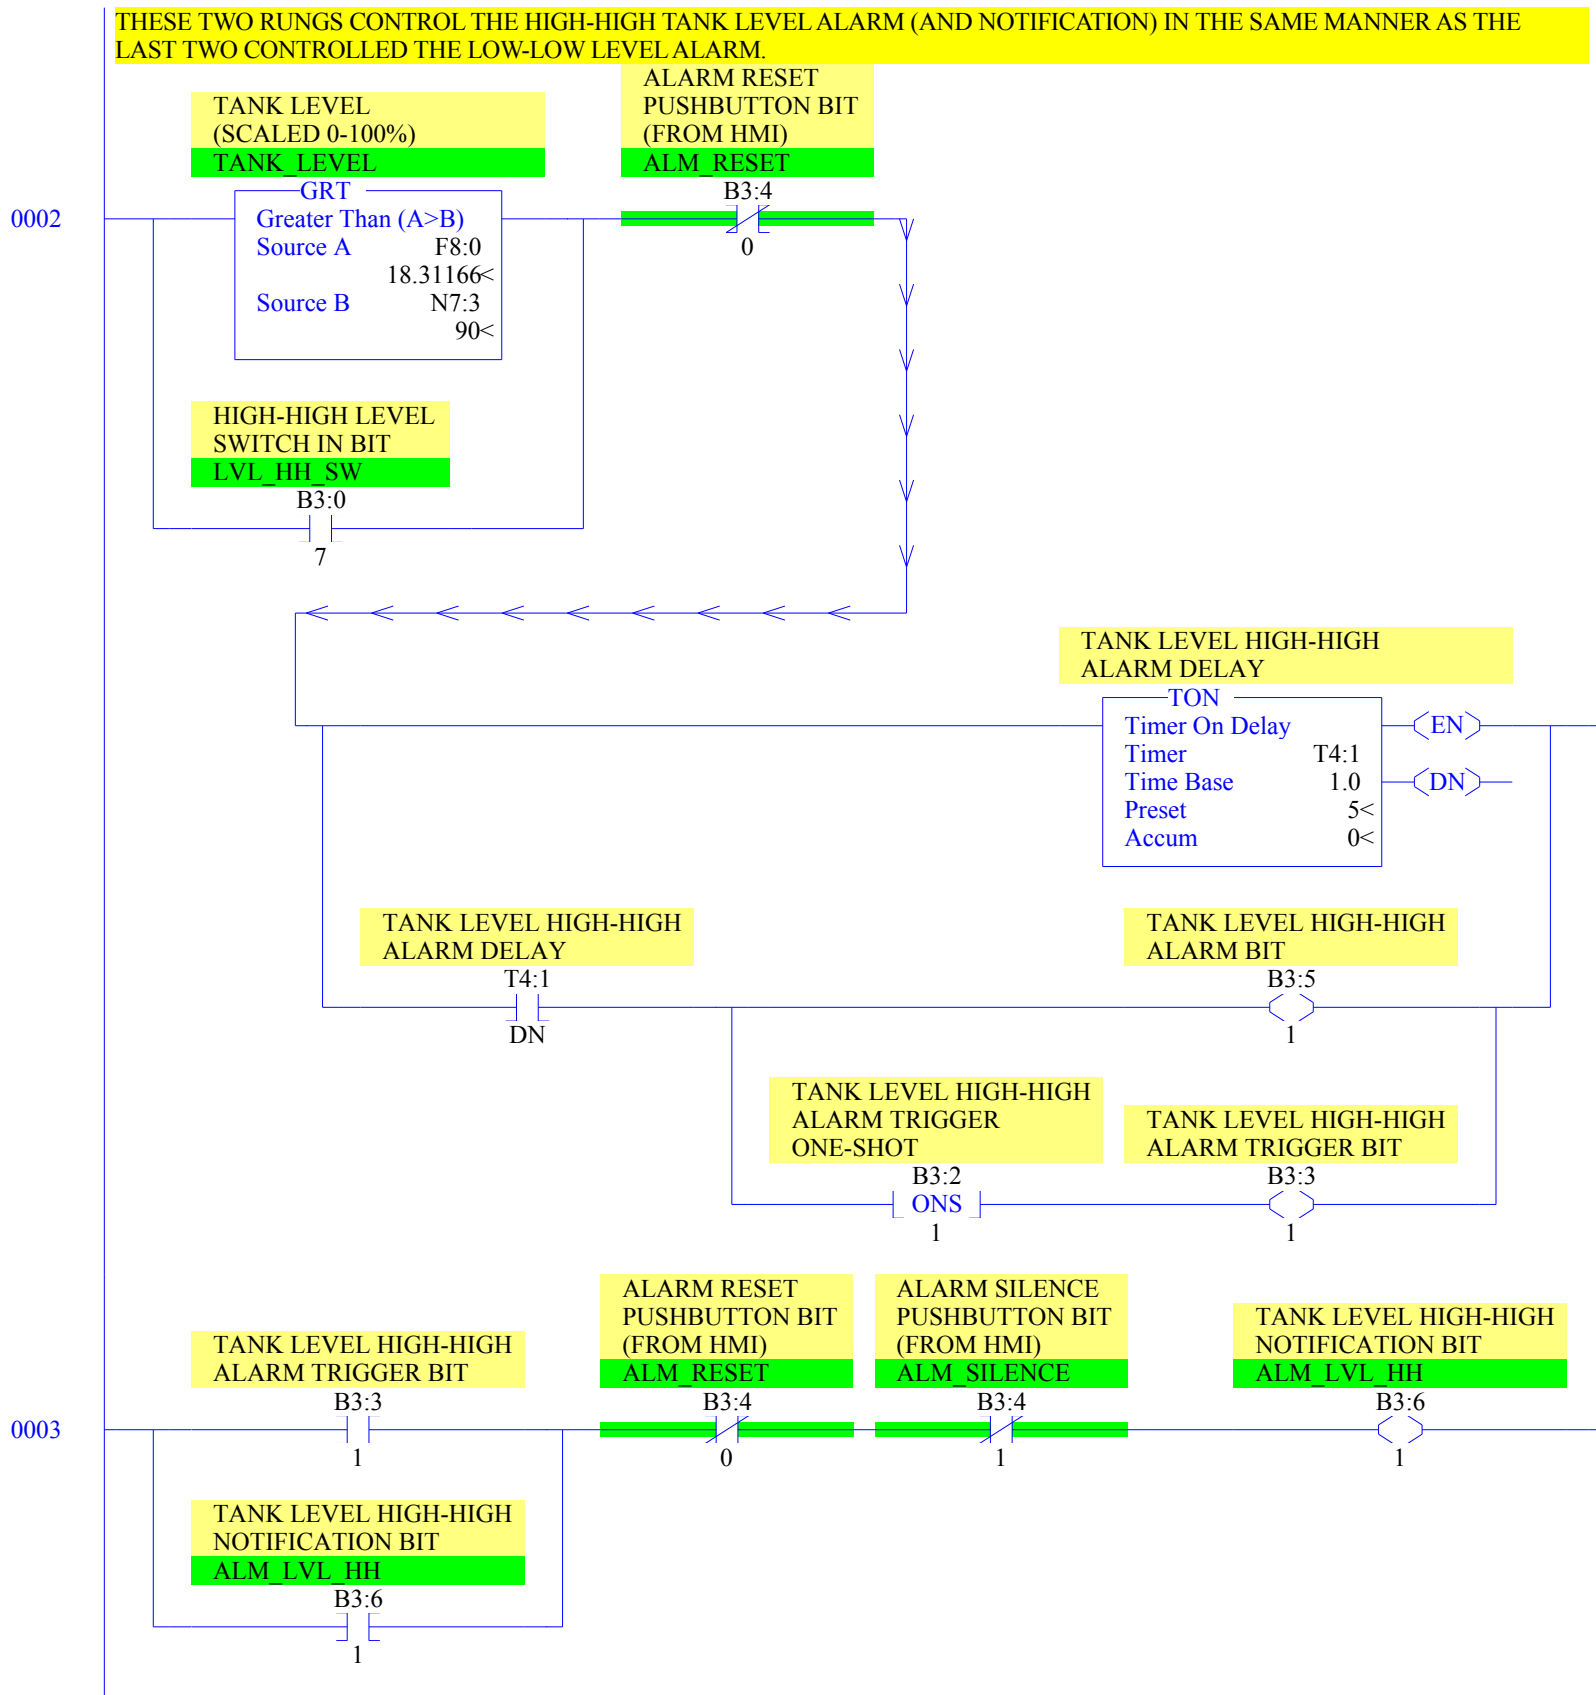 THESE TWO RUNGS CONTROL THE HIGH-HIGH TANK LEVEL ALARM (AND NOTIFICATION) IN THE SAME MANNER AS THE
LAST TWO CONTROLLED THE LOW-LOW LEVEL ALARM.
0002
TANK LEVEL
(SCALED 0-100%)
TANK_LEVEL
GRT
Greater Than (A>B)
Source A F8:0
18.31166<
Source B N7:3
90<
ALARM RESET
PUSHBUTTON BIT
(FROM HMI)
ALM_RESET
B3:4
0
HIGH-HIGH LEVEL
SWITCH IN BIT
LVL_HH_SW
B3:0
7
TANK LEVEL HIGH-HIGH
ALARM DELAY
TON
Timer On Delay
Timer T4:1
Time Base 1.0
Preset 5<
Accum 0<
EN
DN
TANK LEVEL HIGH-HIGH
ALARM DELAY
T4:1
DN
TANK LEVEL HIGH-HIGH
ALARM BIT
B3:5
1
TANK LEVEL HIGH-HIGH
ALARM TRIGGER
ONE-SHOT
B3:2
ONS
1
TANK LEVEL HIGH-HIGH
ALARM TRIGGER BIT
B3:3
1
0003
TANK LEVEL HIGH-HIGH
ALARM TRIGGER BIT
B3:3
1
ALARM RESET
PUSHBUTTON BIT
(FROM HMI)
ALM_RESET
B3:4
0
ALARM SILENCE
PUSHBUTTON BIT
(FROM HMI)
ALM_SILENCE
B3:4
1
TANK LEVEL HIGH-HIGH
NOTIFICATION BIT
ALM_LVL_HH
B3:6
1
TANK LEVEL HIGH-HIGH
NOTIFICATION BIT
ALM_LVL_HH
B3:6
1